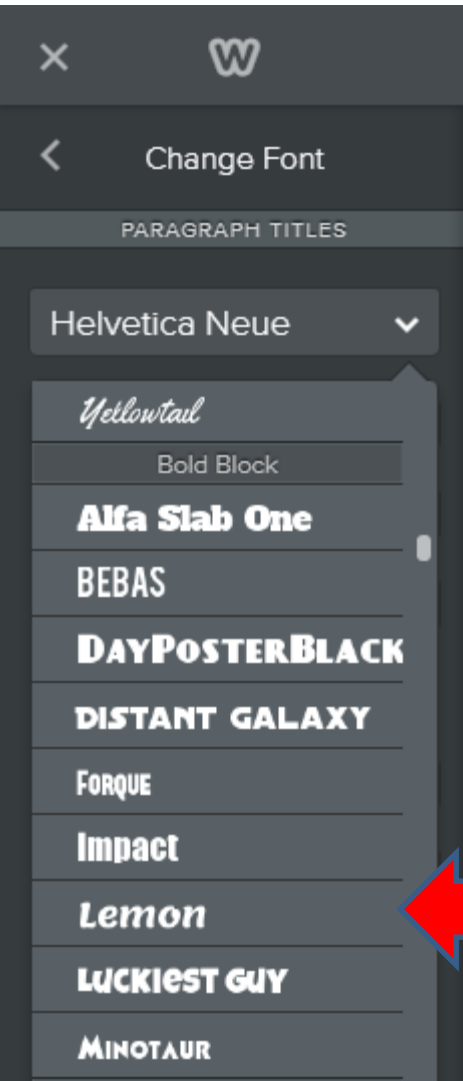 Change Font
PARAGRAPH TITLES
Helvetica Neue
Yellowtail
Bold Block
Alfa Slab One
BEBAS
DAYPOSTERBLACK
DISTANT GALAXY
FORQUE
Impact
Lemon
LUCKIEST GUY
MINOTAUR